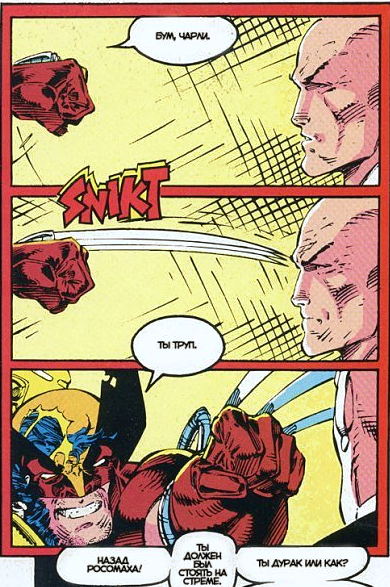 БУМ, ЧАРЛИ.
SNIKT
ТЫ ТРУП.
НАЗАД
РОСОМАХА!
ТЫ
ДОЛЖЕН
БЫЛ
СТОЯТЬ НА
СТРЕМЕ.
ТЫ ДУРАК ИЛИ КАК?